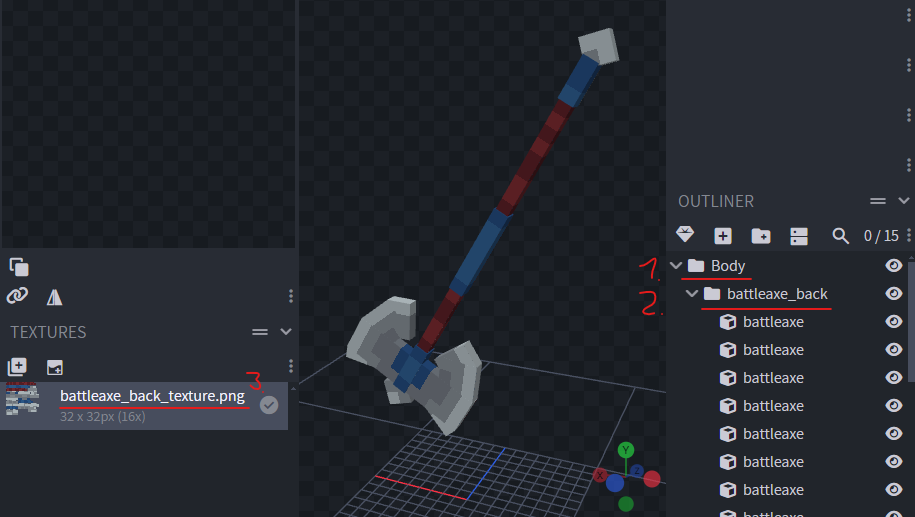 TEXTURES
battleaxe_back_texture.png
32 x 32px (16x)
3.
Y
X
Z
1.
2.
OUTLINER
0 / 15
Body
battleaxe_back
battleaxe
battleaxe
battleaxe
battleaxe
battleaxe
battleaxe
battleaxe
battleaxe